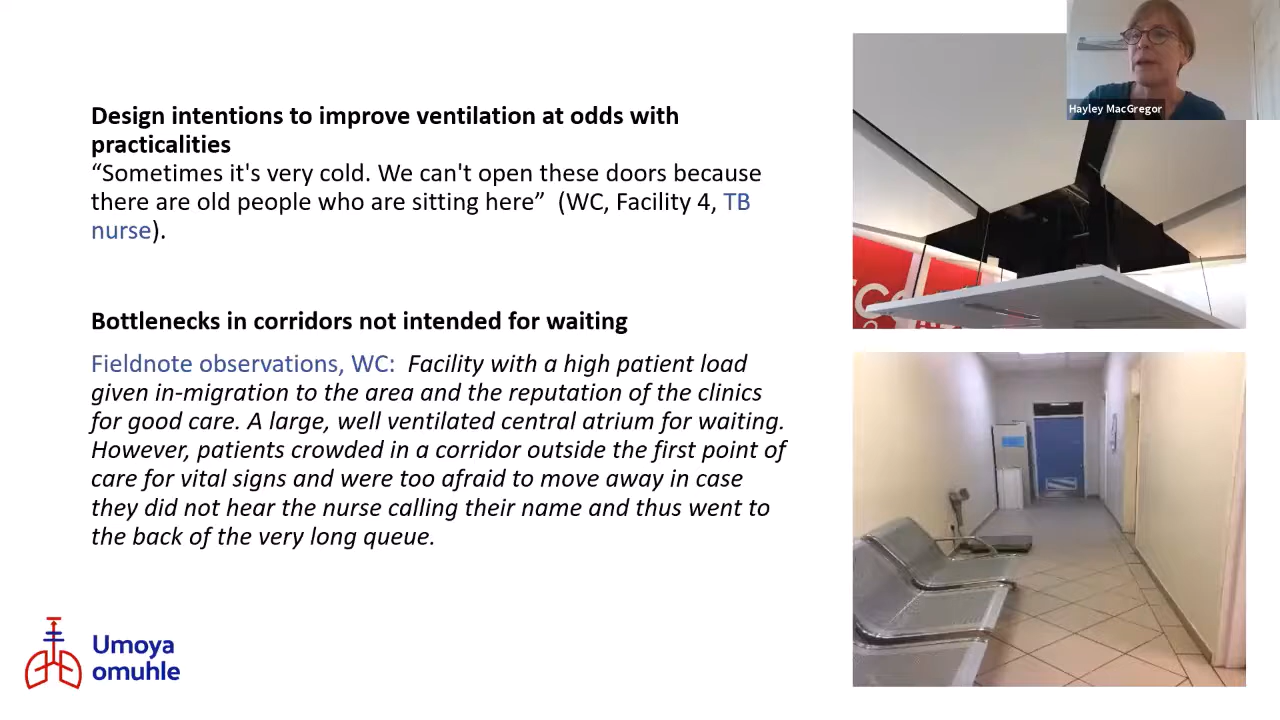 Design intentions to improve ventilation at odds with
practicalities
“Sometimes it's very cold. We can't open these doors because
there are old people who are sitting here”  (WC, Facility 4, TB
nurse).
Bottlenecks in corridors not intended for waiting
Fieldnote observations, WC:  Facility with a high patient load
given in-migration to the area and the reputation of the clinics
for good care. A large, well ventilated central atrium for waiting.
However, patients crowded in a corridor outside the first point of
care for vital signs and were too afraid to move away in case
they did not hear the nurse calling their name and thus went to
the back of the very long queue.
Umoya
omuhle
Hayley MacGregor